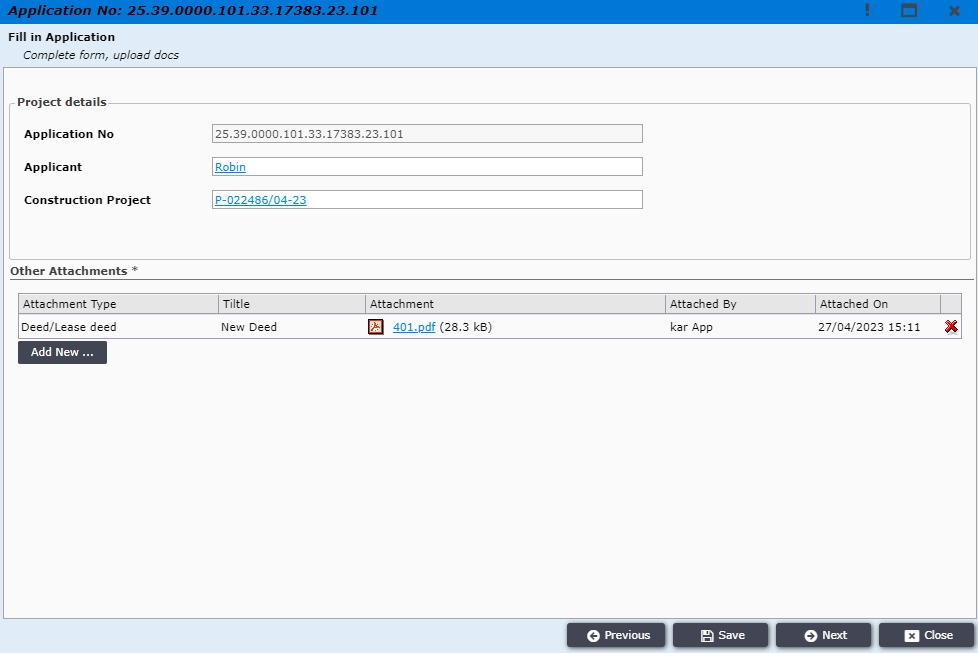 Application No: 25.39.0000.101.33.17383.23.101
Fill in Application
Complete form, upload docs
Project details
Application No 25.39.0000.101.33.17383.23.101
Applicant Robin
Construction Project P-022486/04-23
Other Attachments *
Attachment Type Tiltle Attachment Attached By Attached On
Deed/Lease deed New Deed 401.pdf (28.3 kB) kar App 27/04/2023 15:11
Add New ...
Previous Save Next Close